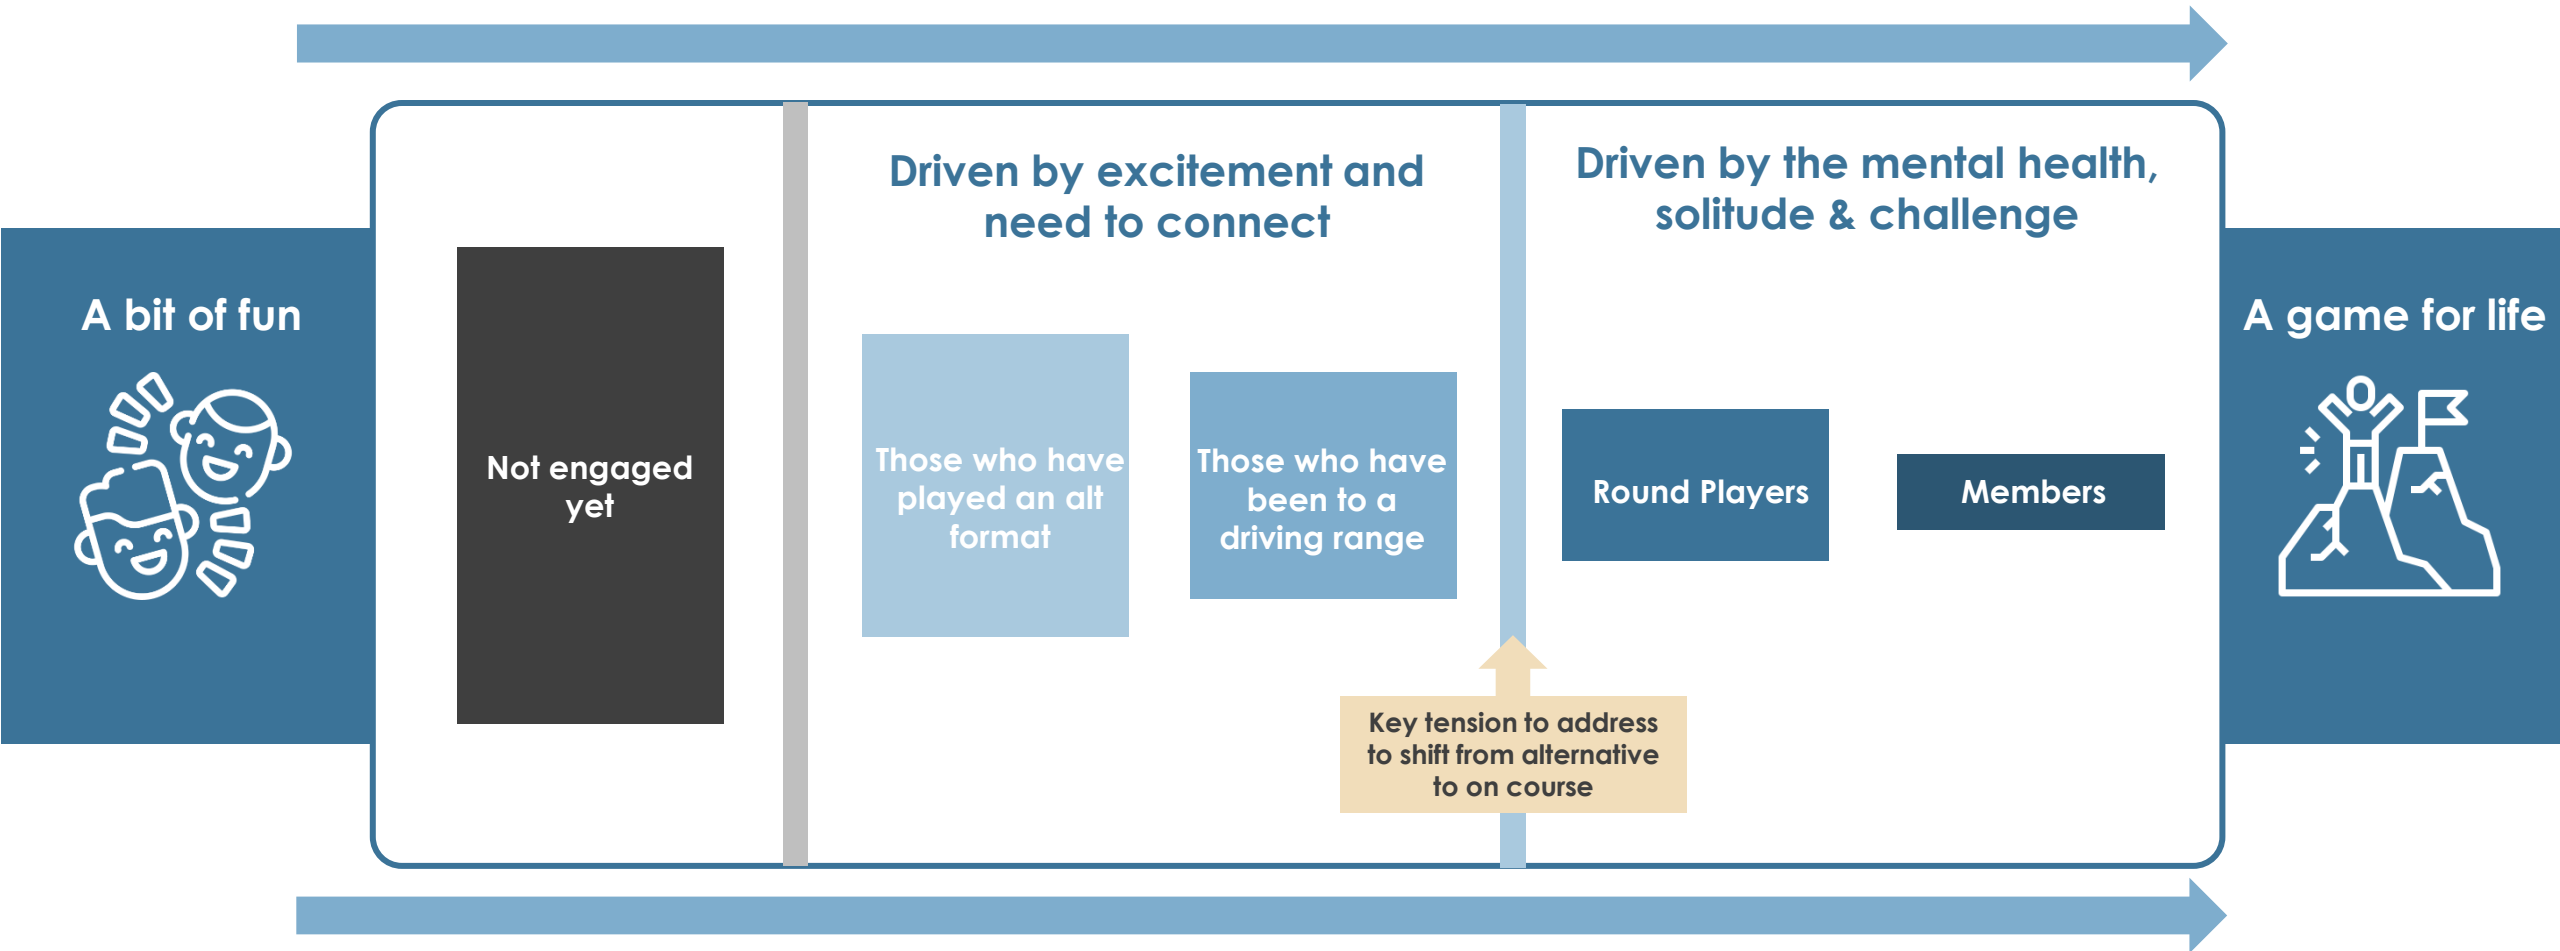 A bit of fun
Not engaged
yet
Driven by excitement and
need to connect
Those who have
played an alt
format
Those who have
been to a
driving range
Key tension to address
to shift from alternative
to on course
Driven by the mental health,
solitude & challenge
Round Players
Members
A game for life